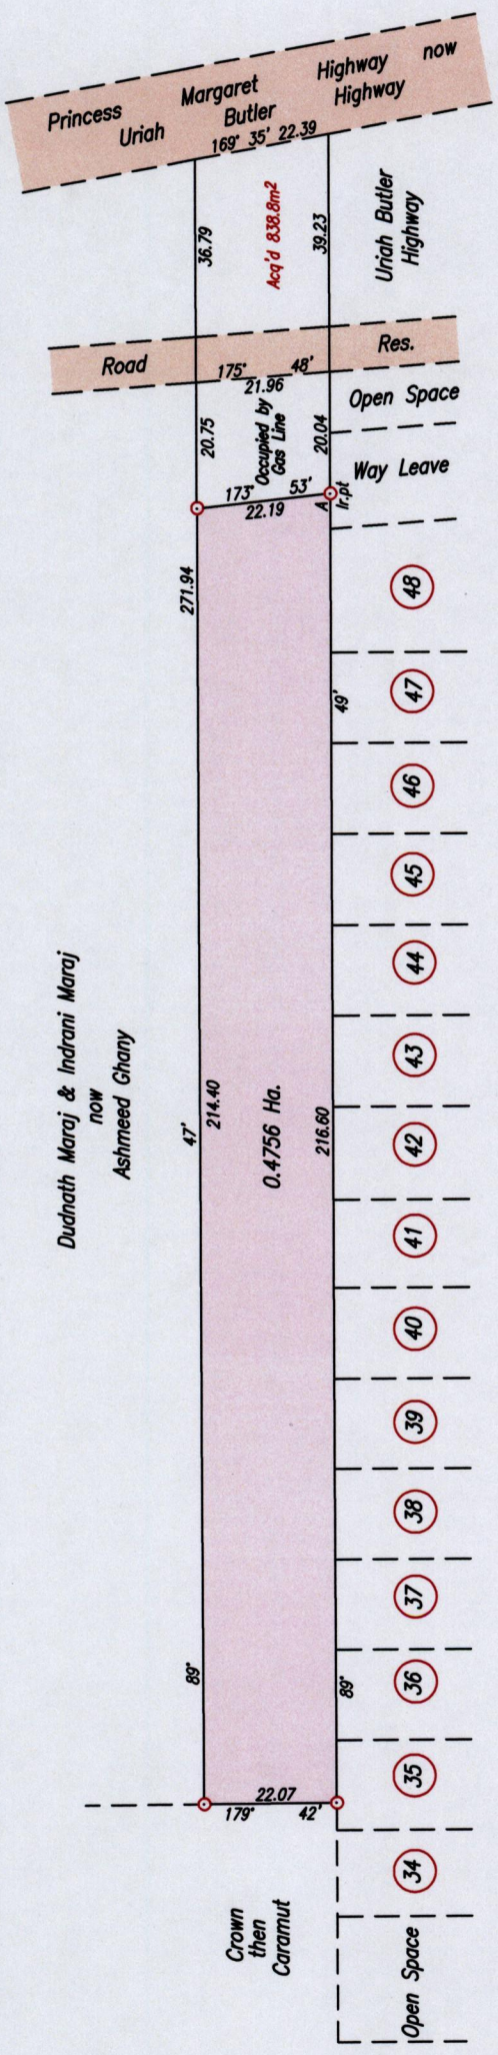 Princess Margaret Highway now
Uriah Butler Highway
169° 35' 22.39
36.79
Acq'd 838.8m²
39.23
Uriah Butler
Highway
Road Res.
175° 48'
21.96
Open Space
20.75
Occupied by
Gas Line
20.04
Way Leave
173° 53'
22.19
A
Ir.pt
271.94
48
49'
47
46
45
44
Dudnath Maraj & Indrani Maraj
now
Ashmeed Ghany
47'
214.40
0.4756 Ha.
216.60
43
42
41
40
39
38
37
89°
89°
36
35
22.07
179° 42'
34
Crown
then
Caramut
Open Space